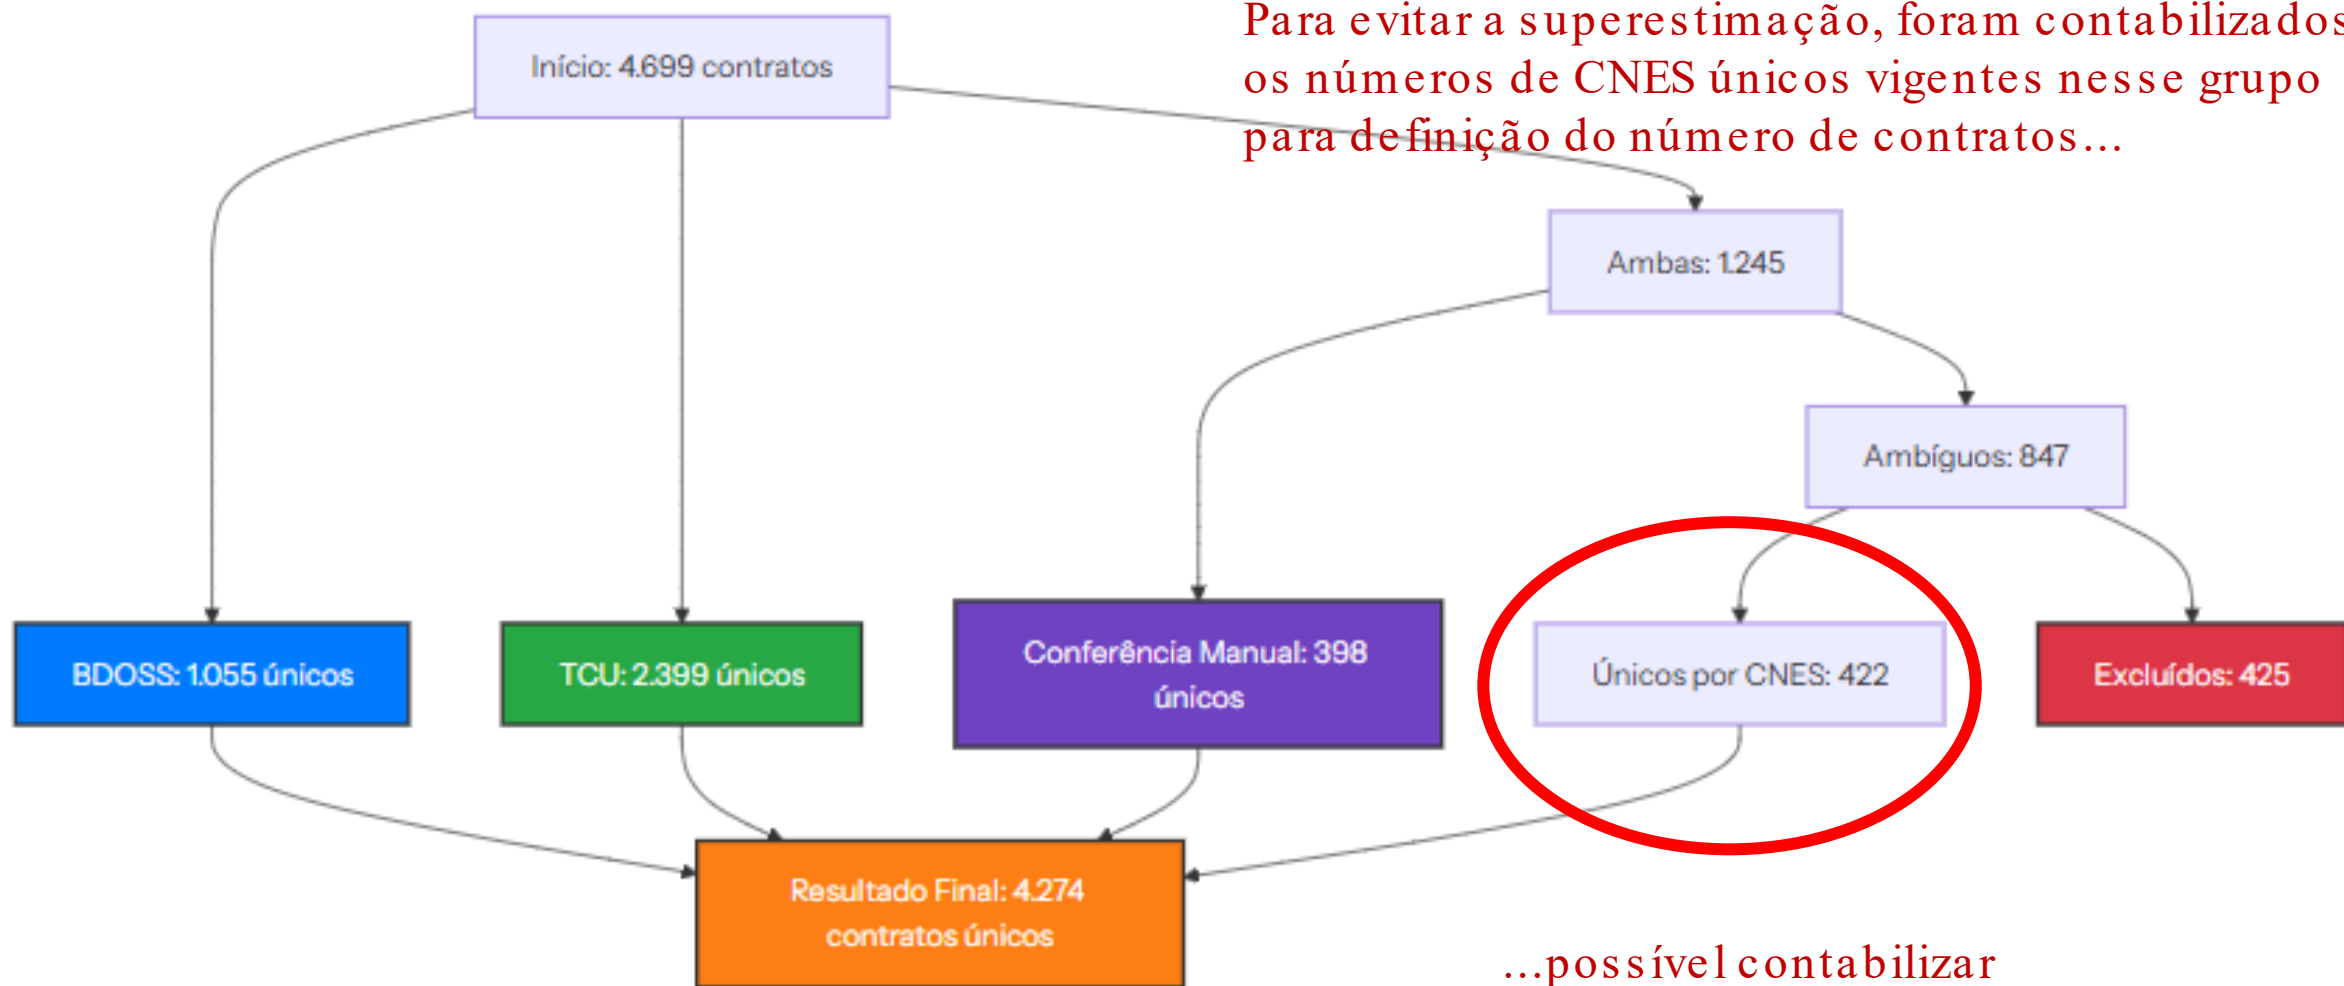 Para evitar a superestimação, foram contabilizados
os números de CNES únicos vigentes nesse grupo
para definição do número de contratos...
Início: 4.699 contratos
Ambas: 1.245
Ambíguos: 847
BDOSS: 1.055 únicos
TCU: 2.399 únicos
Conferência Manual: 398
únicos
Únicos por CNES: 422
Excluídos: 425
Resultado Final: 4.274
contratos únicos
...possível contabilizar